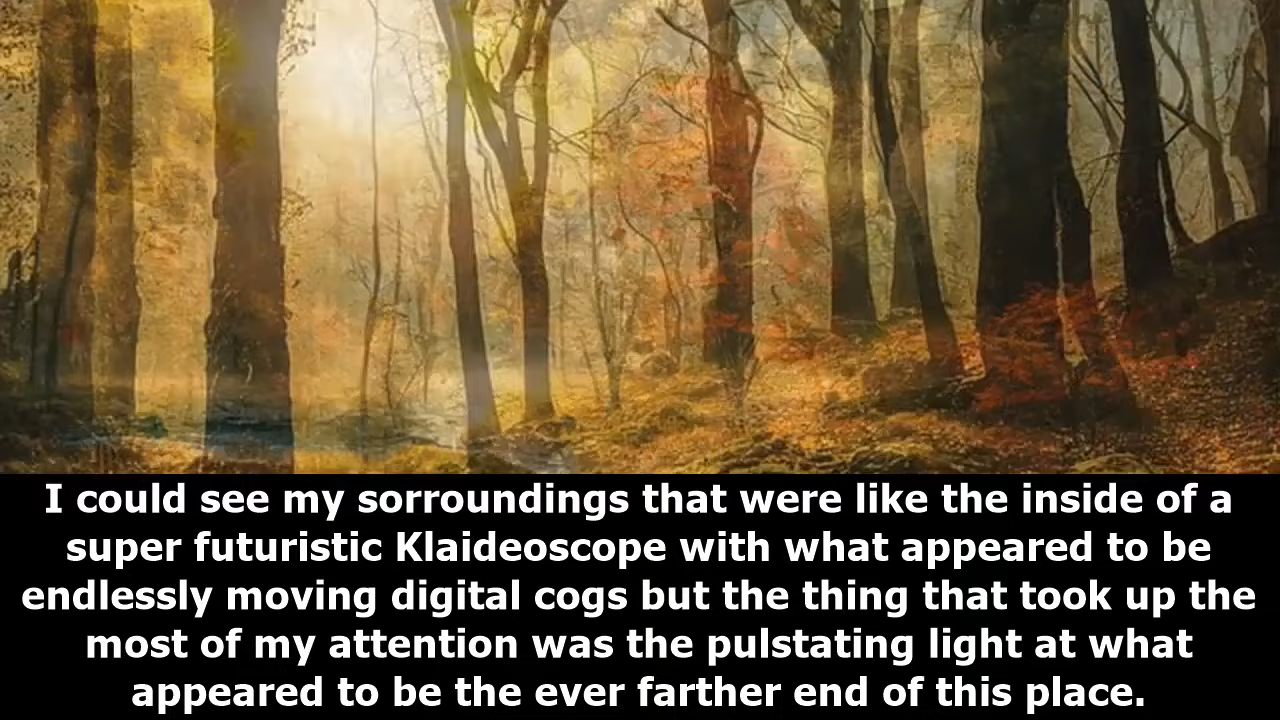 I could see my sorroundings that were like the inside of a
super futuristic Klaideoscope with what appeared to be
endlessly moving digital cogs but the thing that took up the
most of my attention was the pulstating light at what
appeared to be the ever farther end of this place.